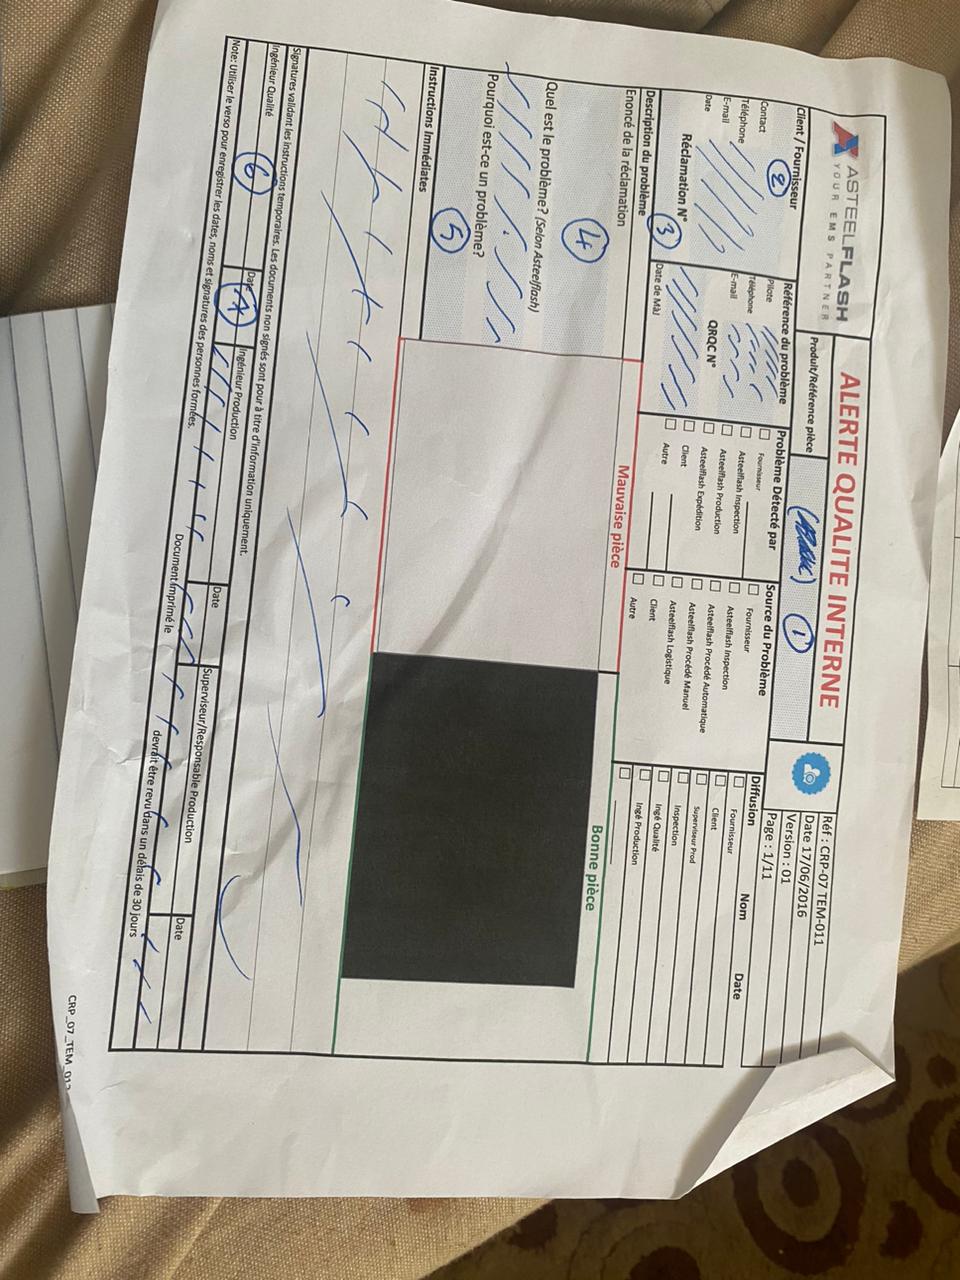 ASTEELFLASH
YOUR EMS PARTNER
ALERTE QUALITE INTERNE
Produit/Référence pièce
1
Réf : CRP-07 TEM-011
Date 17/06/2016
Version : 01
Page : 1/11
Client / Fournisseur
2
Contact
Téléphone
E-mail
Date
Réclamation N°
3
Référence du problème
Pilote
Téléphone
E-mail
QRQC N°
Date de MàJ
Problème Détecté par
Fournisseur
Asteelflash Inspection
Asteelflash Production
Asteelflash Expédition
Client
Autre
Source du Problème
Fournisseur
Asteelflash Inspection
Asteelflash Procédé Automatique
Asteelflash Procédé Manuel
Asteelflash Logistique
Client
Autre
Diffusion Nom Date
Fournisseur
Client
Superviseur Prod
Inspection
Ingé Qualité
Ingé Production
Description du problème
Enoncé de la réclamation
4
Quel est le problème? (Selon Asteelflash)
Pourquoi est-ce un problème?
5
Mauvaise pièce
Bonne pièce
Instructions Immédiates
Signatures validant les instructions temporaires. Les documents non signés sont pour à titre d'information uniquement.
Ingénieur Qualité
6
Date
Ingénieur Production
Date
Superviseur/Responsable Production
Date
Note: Utiliser le verso pour enregistrer les dates, noms et signatures des personnes formées.
Document imprimé le devrait être revu dans un délais de 30 jours